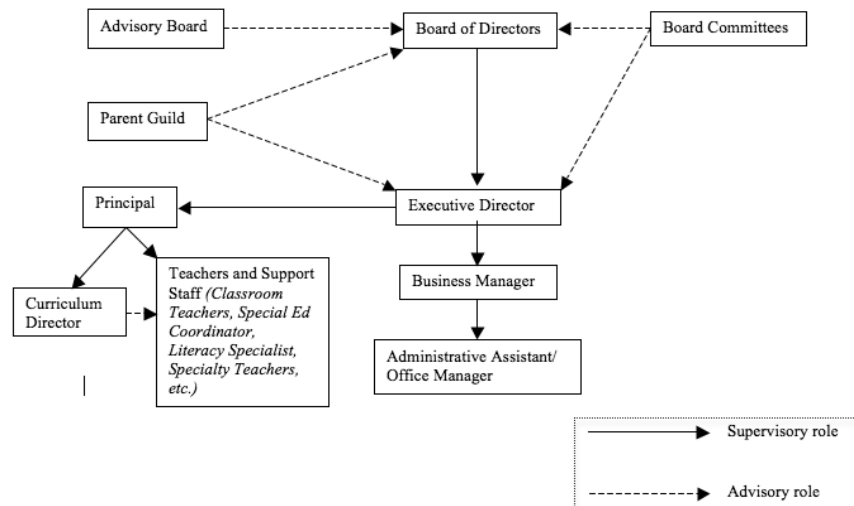 Advisory Board
Board of Directors
Board Committees
Parent Guild
Principal
Executive Director
Teachers and Support
Staff (Classroom
Teachers, Special Ed
Coordinator,
Literacy Specialist,
Specialty Teachers,
etc.)
Business Manager
Curriculum
Director
Administrative Assistant/
Office Manager
Supervisory role
Advisory role